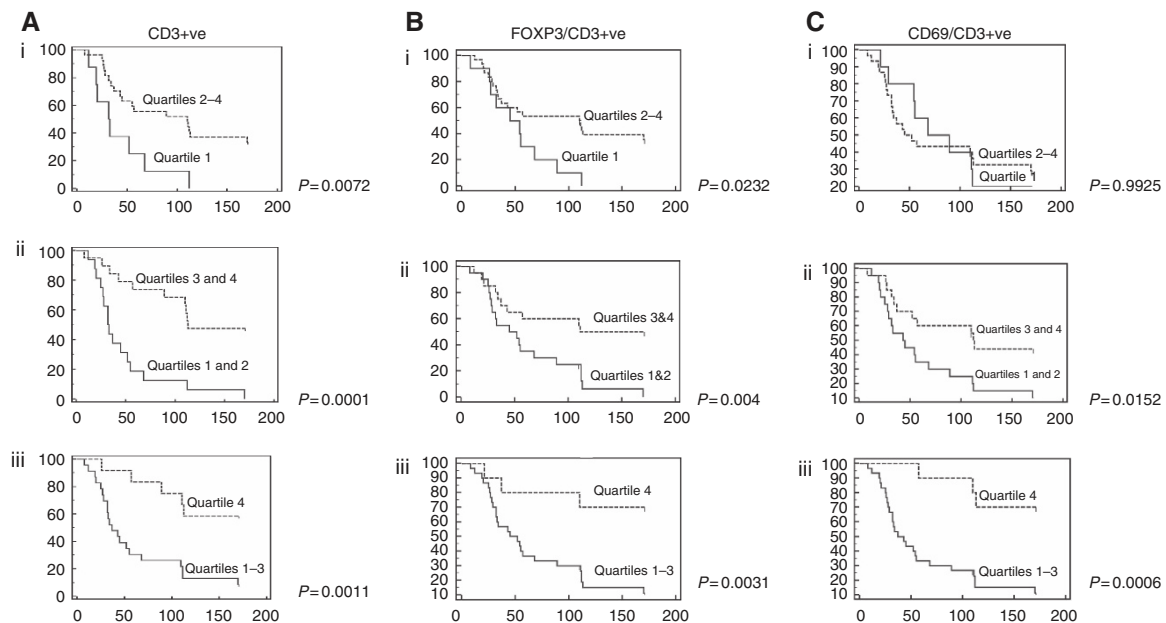 A
CD3+ve
i
100
80
60
40
20
0
Quartiles 2–4
Quartile 1
0 50 100 150 200
P=0.0072
ii
100
80
60
40
20
0
Quartiles 3 and 4
Quartiles 1 and 2
0 50 100 150 200
P=0.0001
iii
100
80
60
40
20
0
Quartile 4
Quartiles 1–3
0 50 100 150 200
P=0.0011
B
FOXP3/CD3+ve
i
100
80
60
40
20
0
Quartiles 2–4
Quartile 1
0 50 100 150 200
P=0.0232
ii
100
80
60
40
20
0
Quartiles 3&4
Quartiles 1&2
0 50 100 150 200
P=0.004
iii
100
90
80
70
60
50
40
30
20
10
Quartile 4
Quartiles 1–3
0 50 100 150 200
P=0.0031
C
CD69/CD3+ve
i
100
90
80
70
60
50
40
30
20
Quartiles 2–4
Quartile 1
0 50 100 150 200
P=0.9925
ii
100
90
80
70
60
50
40
30
20
10
Quartiles 3 and 4
Quartiles 1 and 2
0 50 100 150 200
P=0.0152
iii
100
90
80
70
60
50
40
30
20
10
Quartile 4
Quartiles 1–3
0 50 100 150 200
P=0.0006